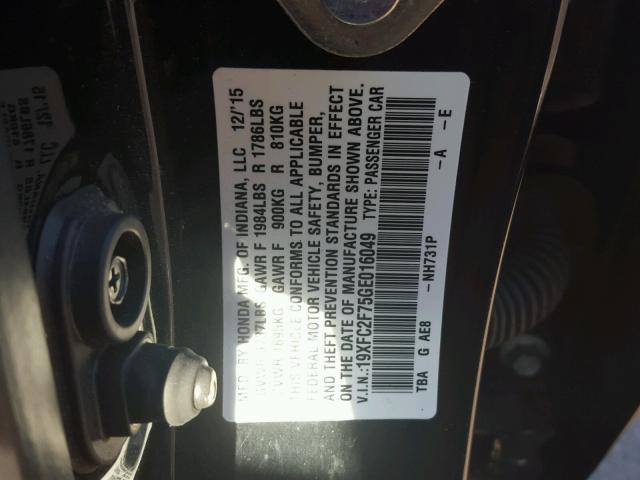 MFD BY HONDA MFG. OF INDIANA, LLC 12/'15
GAWR F 1984LBS R 1786LBS
GAWR F 900KG R 810KG
THIS VEHICLE CONFORMS TO ALL APPLICABLE
FEDERAL MOTOR VEHICLE SAFETY, BUMPER,
AND THEFT PREVENTION STANDARDS IN EFFECT
ON THE DATE OF MANUFACTURE SHOWN ABOVE.
V.I.N.:19XFC2F75GE016049 TYPE: PASSENGER CAR
TBA G AE8 -NH731P -A -E